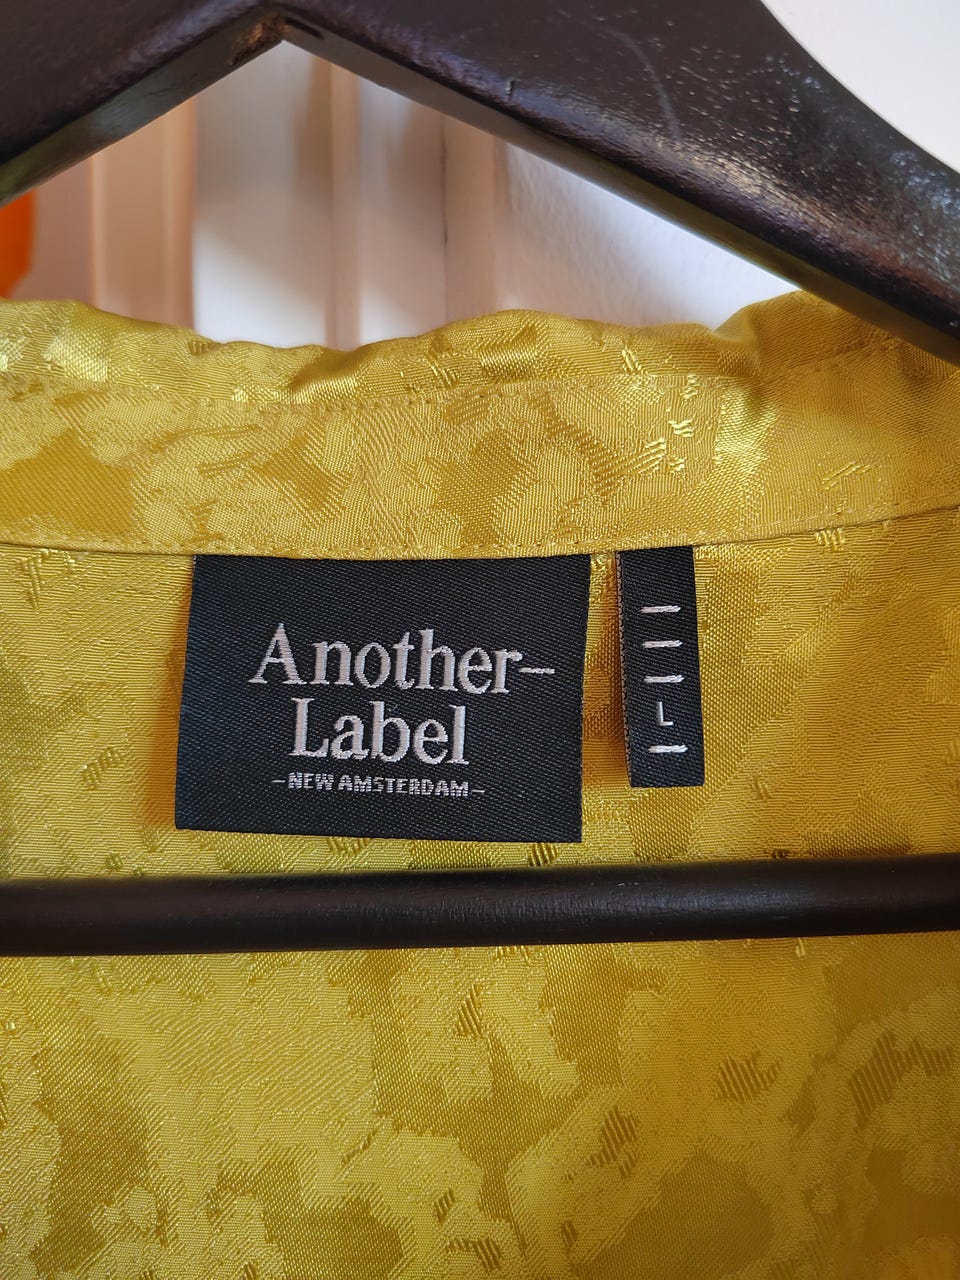 Another–
Label
–NEW AMSTERDAM–
L